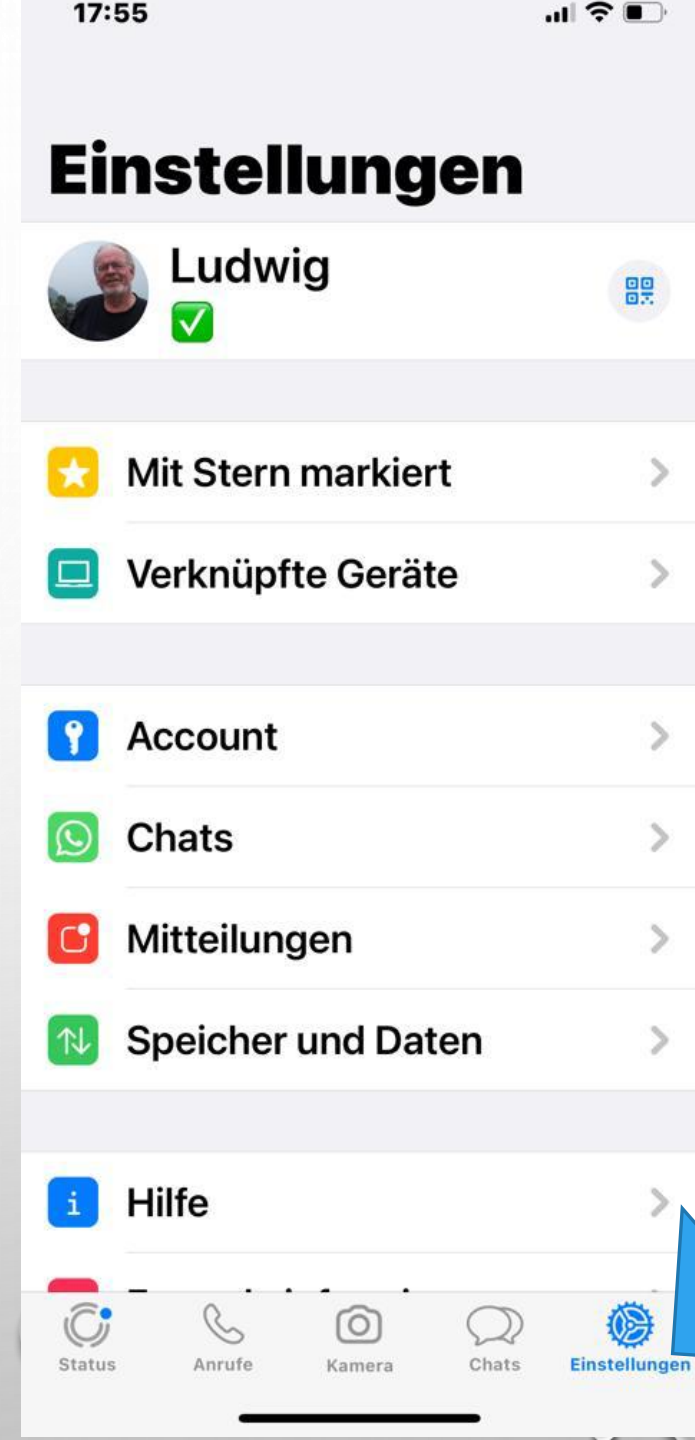 17:55
Einstellungen
Ludwig
✅
Mit Stern markiert
Verknüpfte Geräte
Account
Chats
Mitteilungen
Speicher und Daten
Hilfe
Status
Anrufe
Kamera
Chats
Einstellungen